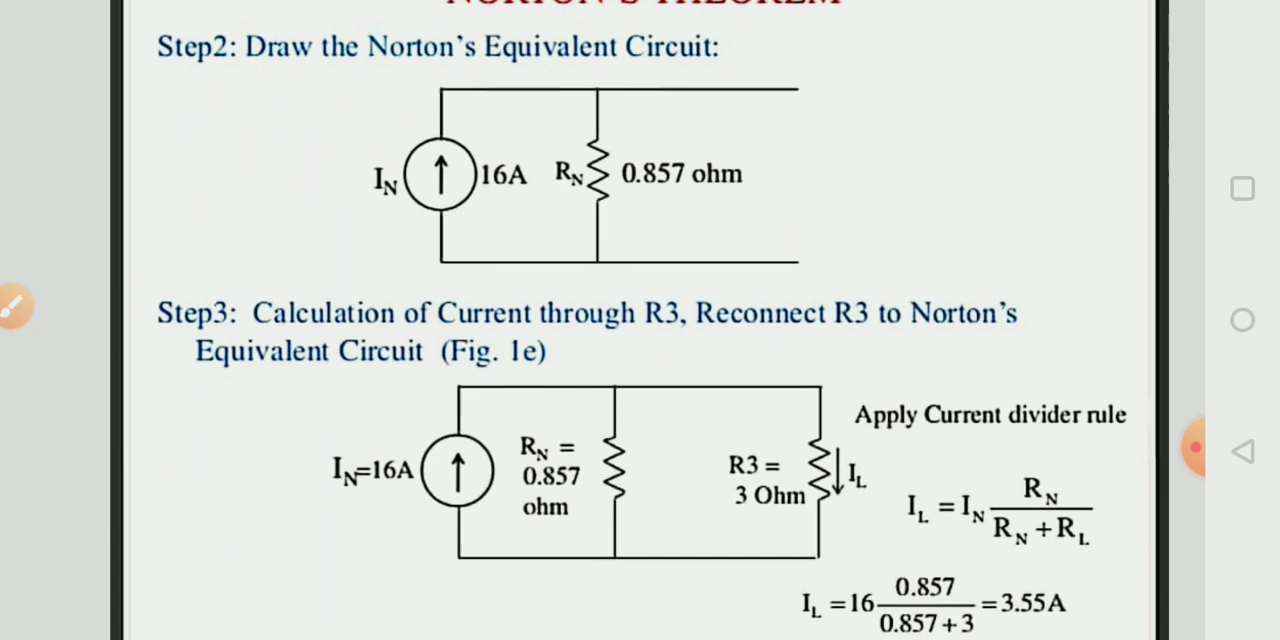 NORTON'S THEOREM
Step2: Draw the Norton's Equivalent Circuit:
I_N 16A R_N 0.857 ohm
Step3: Calculation of Current through R3, Reconnect R3 to Norton's
Equivalent Circuit (Fig. 1e)
Apply Current divider rule
I_N=16A
R_N =
0.857
ohm
R3 =
3 Ohm
I_L
I_L = I_N R_N / (R_N + R_L)
I_L = 16 0.857 / (0.857 + 3) = 3.55A